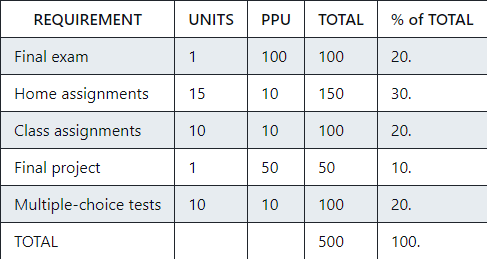 REQUIREMENT UNITS PPU TOTAL % of TOTAL
Final exam 1 100 100 20.
Home assignments 15 10 150 30.
Class assignments 10 10 100 20.
Final project 1 50 50 10.
Multiple-choice tests 10 10 100 20.
TOTAL 500 100.